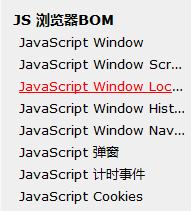 JS 浏览器BOM
JavaScript Window
JavaScript Window Scr...
JavaScript Window Loc...
JavaScript Window Hist...
JavaScript Window Nav...
JavaScript 弹窗
JavaScript 计时事件
JavaScript Cookies